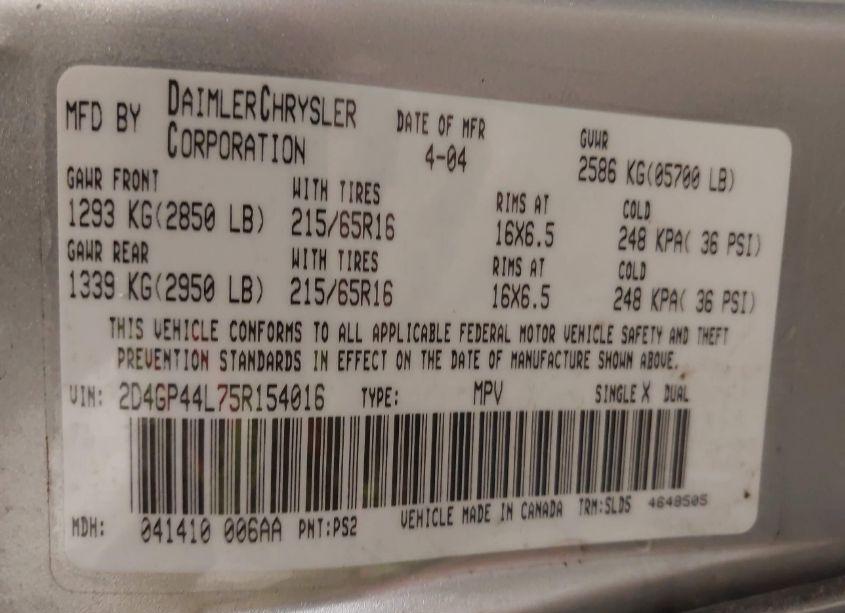 MFD BY DAIMLERCHRYSLER CORPORATION DATE OF MFR 4-04 GVWR 2586 KG(05700 LB)
GAWR FRONT WITH TIRES RIMS AT COLD
1293 KG(2850 LB) 215/65R16 16X6.5 248 KPA( 36 PSI)
GAWR REAR WITH TIRES RIMS AT COLD
1339 KG(2950 LB) 215/65R16 16X6.5 248 KPA( 36 PSI)
THIS VEHICLE CONFORMS TO ALL APPLICABLE FEDERAL MOTOR VEHICLE SAFETY AND THEFT
PREVENTION STANDARDS IN EFFECT ON THE DATE OF MANUFACTURE SHOWN ABOVE.
VIN: 2D4GP44L75R154016 TYPE: MPV SINGLE X DUAL
MDH: 041410 006AA PNT:PS2 VEHICLE MADE IN CANADA TRM:SLD5 4648505